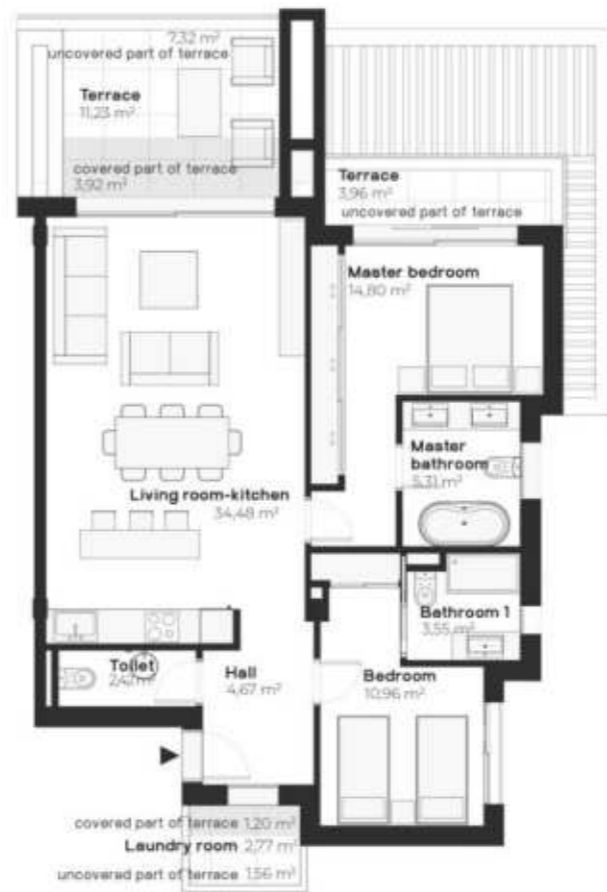 7,32 m²
uncovered part of terrace
Terrace
11,23 m²
covered part of terrace
3,92 m²
Terrace
3,96 m²
uncovered part of terrace
Master bedroom
14,80 m²
Master
bathroom
5,31 m²
Living room-kitchen
34,48 m²
Bathroom 1
3,55 m²
Toilet
Hall
4,67 m²
Bedroom
10,96 m²
covered part of terrace 1,20 m²
Laundry room 2,77 m²
uncovered part of terrace 1,56 m²